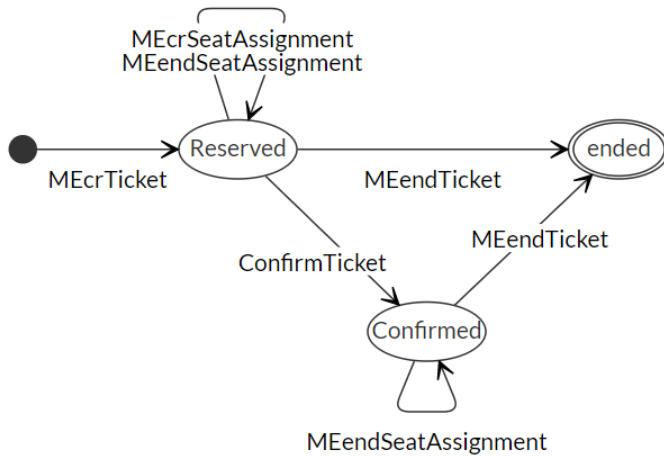 MEcrSeatAssignment
MEendSeatAssignment
Reserved
ended
MEcrTicket
MEendTicket
MEendTicket
ConfirmTicket
Confirmed
MEendSeatAssignment